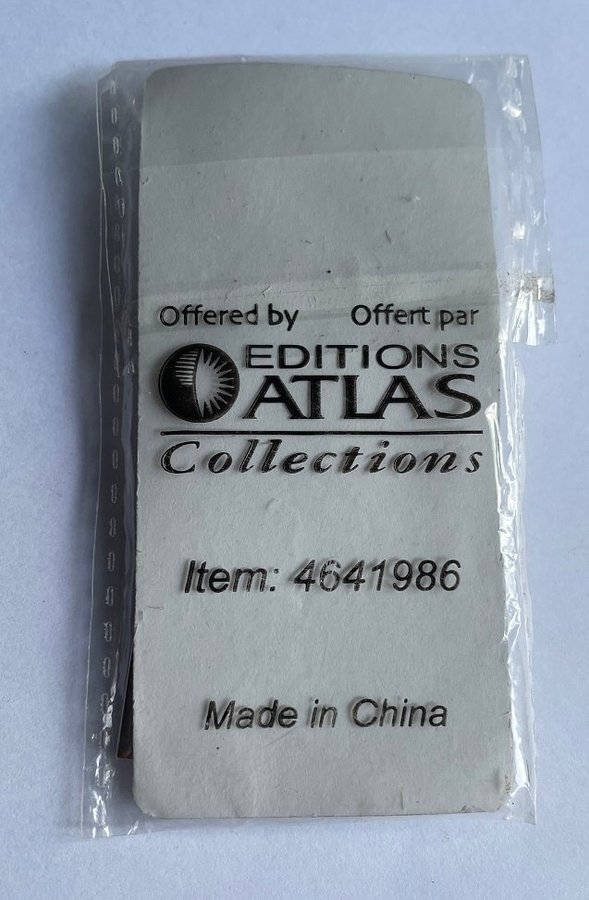 Offered by Offert par
EDITIONS
ATLAS
Collections
Item: 4641986
Made in China